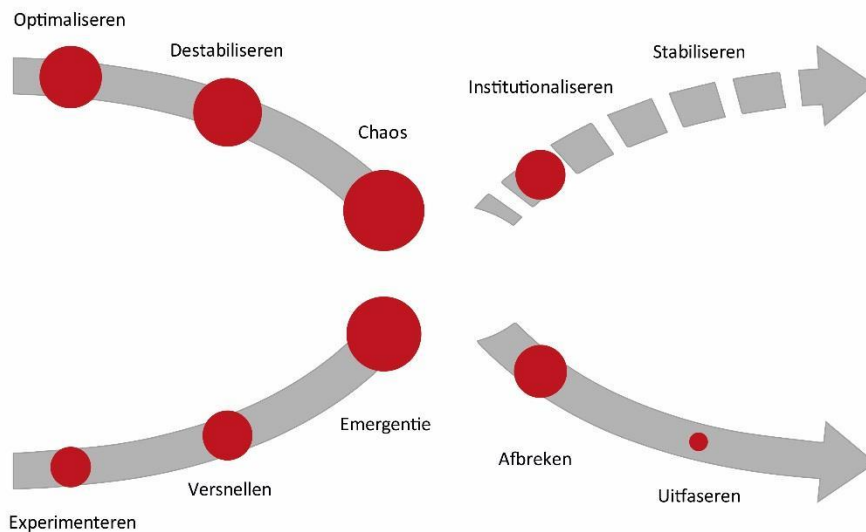 Optimaliseren
Destabiliseren
Chaos
Institutionaliseren
Stabiliseren
Experimenteren
Versnellen
Emergentie
Afbreken
Uitfaseren